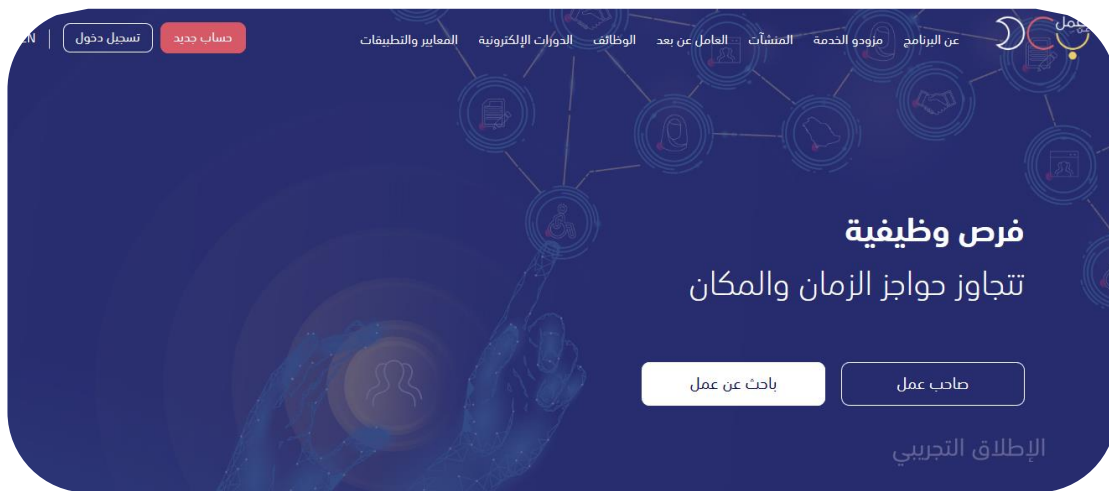 عن البرنامج مزودو الخدمة المنشآت العامل عن بعد الوظائف الدورات الإلكترونية المعايير والتطبيقات حساب جديد تسجيل دخول
فرص وظيفية
تتجاوز حواجز الزمان والمكان
صاحب عمل باحث عن عمل
الإطلاق التجريبي